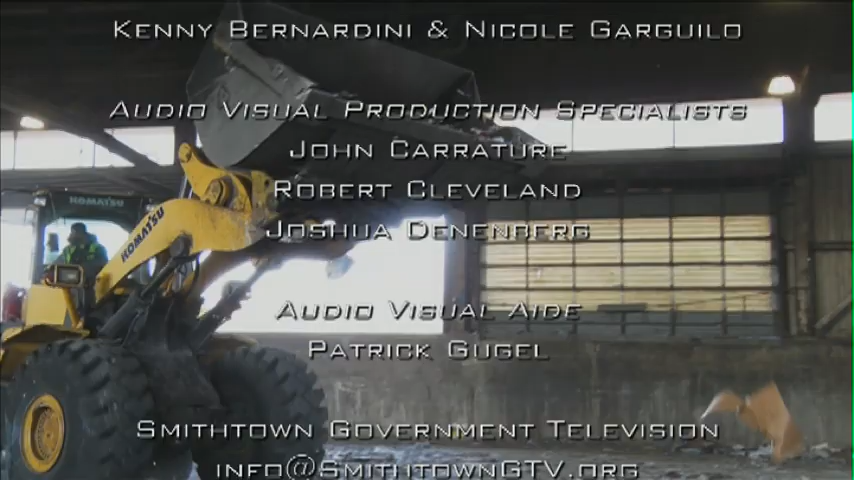 Kenny Bernardini & Nicole Garguilo
Audio Visual Production Specialists
John Carrature
Robert Cleveland
Joshua Denenberg
KOMATSU
KOMATSU
Audio Visual Aide
Patrick Gugel
Smithtown Government Television
info@SmithtownGTV.org